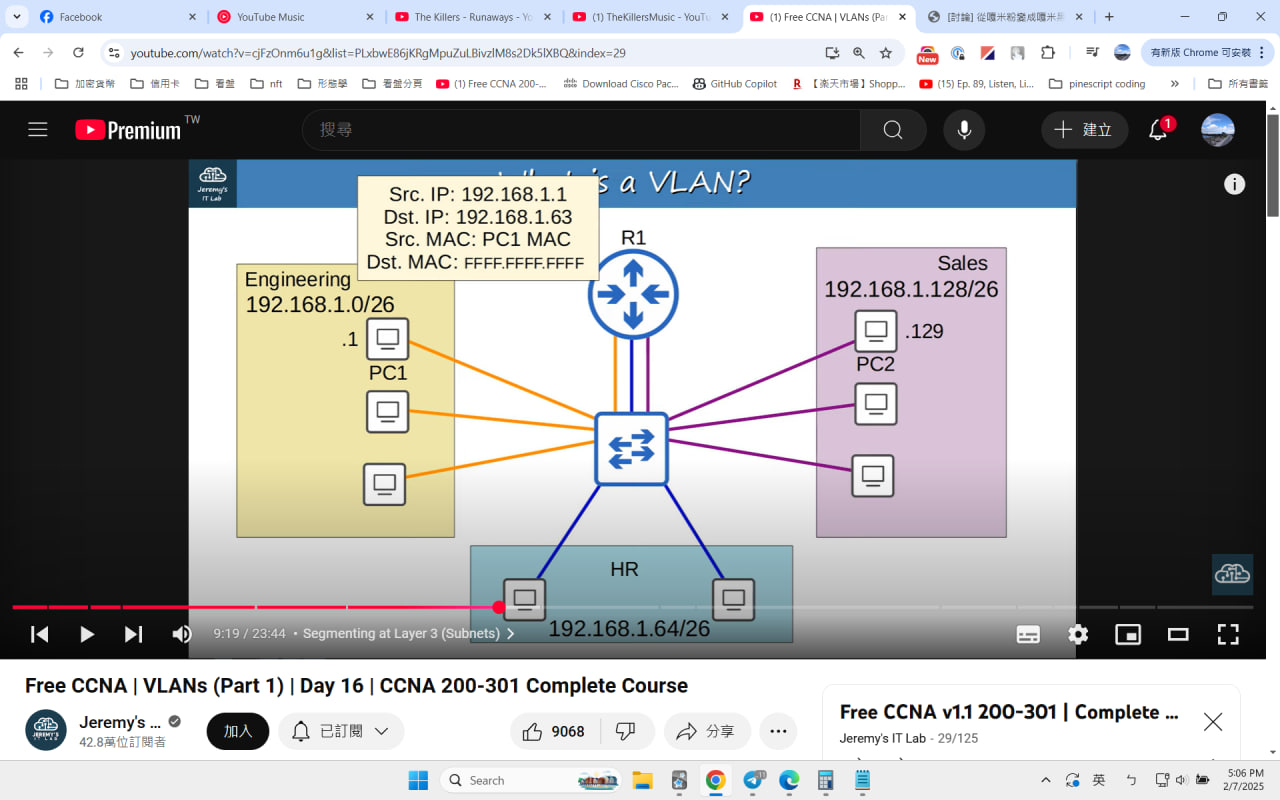 Facebook
YouTube Music
The Killers - Runaways - Yo
(1) TheKillersMusic - YouTu
(1) Free CCNA | VLANs (Par
[討論] 從嘎米粉變成嘎米黑
youtube.com/watch?v=cjFzOnm6u1g&list=PLxbwE86jKRgMpuZuLBivzlM8s2Dk5lXBQ&index=29
New
有新版 Chrome 可安裝
加密貨幣
信用卡
看盤
nft
形態學
看盤分頁
(1) Free CCNA 200-...
Download Cisco Pac...
GitHub Copilot
【楽天市場】Shopp...
(15) Ep. 89, Listen, Li...
pinescript coding
所有書籤
Premium TW
搜尋
建立
1
Jeremy's
IT Lab
is a VLAN?
Src. IP: 192.168.1.1
Dst. IP: 192.168.1.63
Src. MAC: PC1 MAC
Dst. MAC: FFFF.FFFF.FFFF
R1
Engineering
192.168.1.0/26
.1
PC1
Sales
192.168.1.128/26
.129
PC2
HR
192.168.1.64/26
9:19 / 23:44 • Segmenting at Layer 3 (Subnets)
Free CCNA | VLANs (Part 1) | Day 16 | CCNA 200-301 Complete Course
JEREMY'S
IT LAB
Jeremy's ...
42.8萬位訂閱者
加入
已訂閱
9068
分享
Free CCNA v1.1 200-301 | Complete ...
Jeremy's IT Lab - 29/125
Search
11
英
ㄅ
5:06 PM
2/7/2025